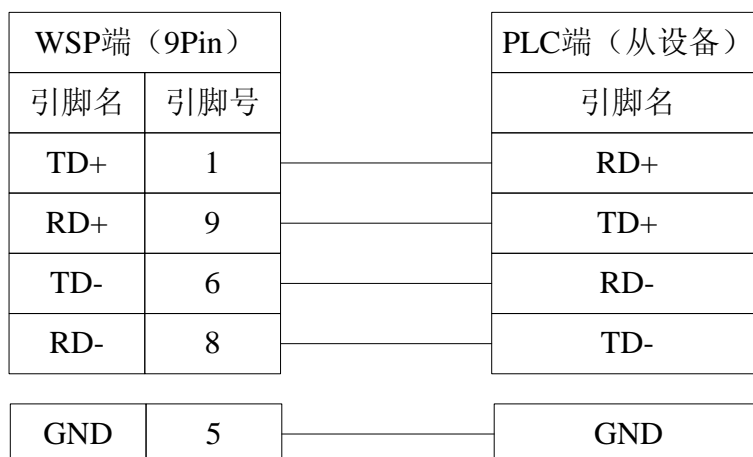 WSP端（9Pin） PLC端（从设备）
引脚名 引脚号 引脚名
TD+ 1 RD+
RD+ 9 TD+
TD- 6 RD-
RD- 8 TD-
GND 5 GND